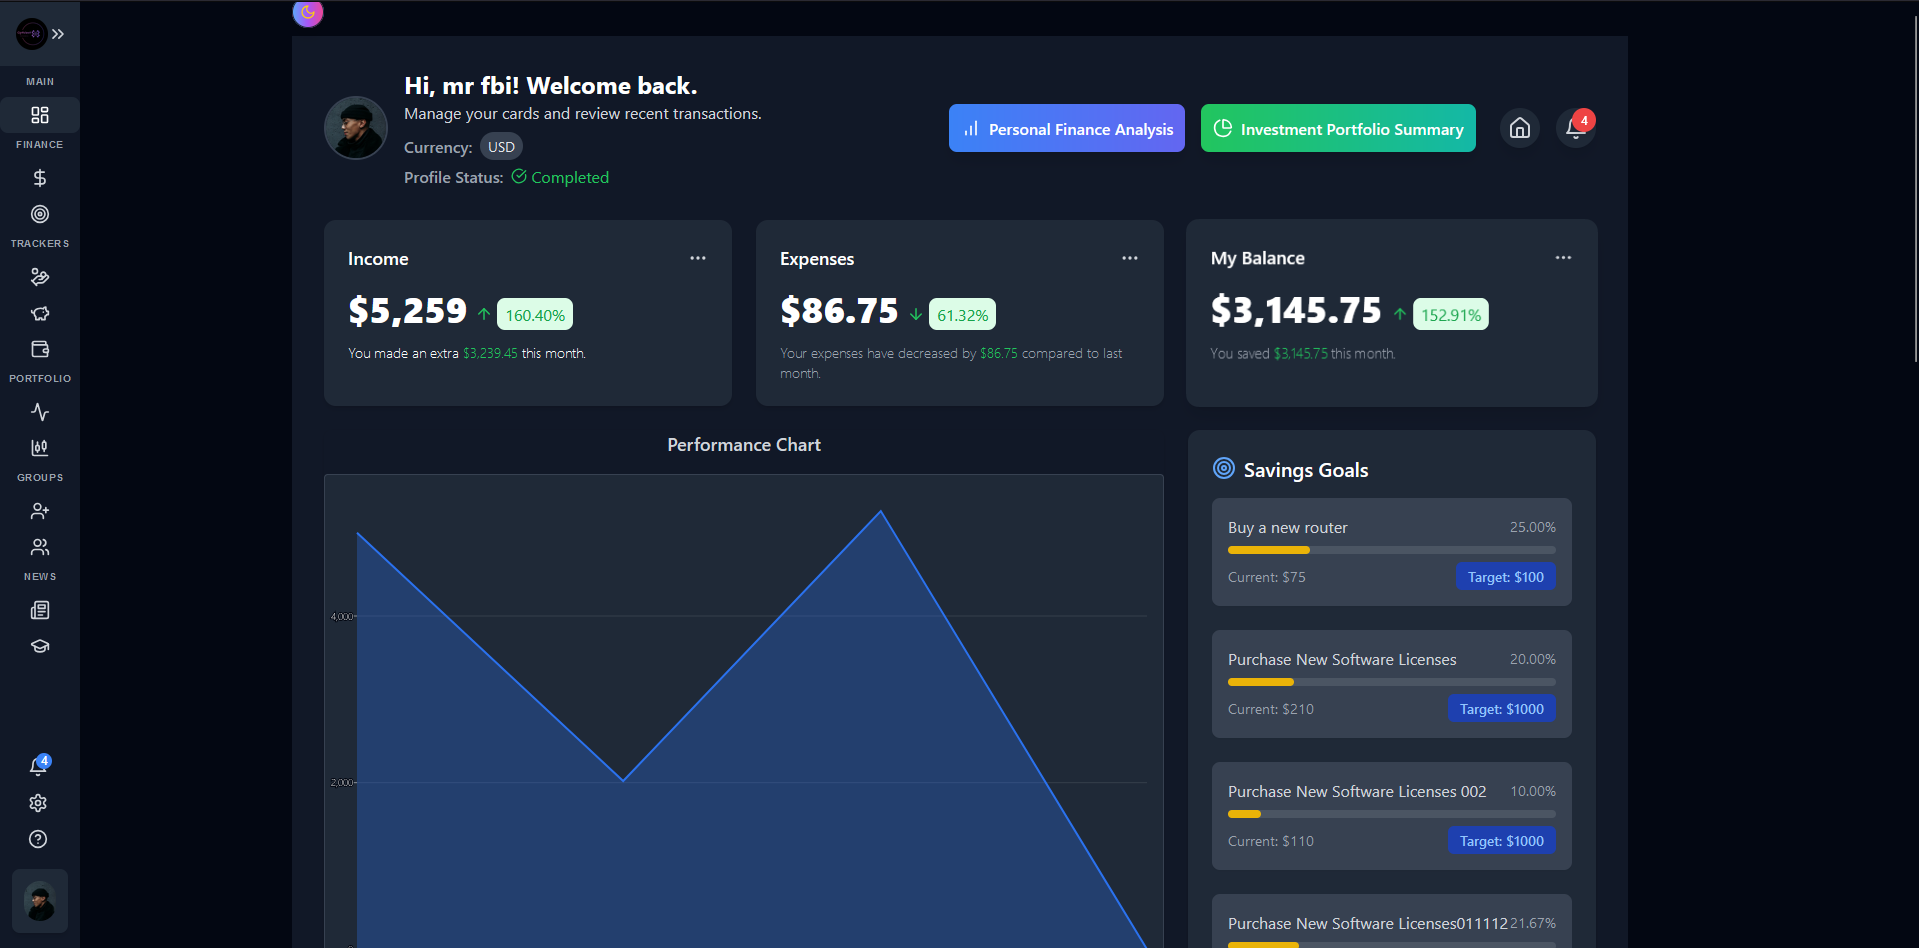 MAIN
FINANCE
TRACKERS
PORTFOLIO
GROUPS
NEWS
4
Hi, mr fbi! Welcome back.
Manage your cards and review recent transactions.
Currency: USD
Profile Status: Completed
Personal Finance Analysis
Investment Portfolio Summary
4
Income
$5,259 160.40%
You made an extra $3,239.45 this month.
Expenses
$86.75 61.32%
Your expenses have decreased by $86.75 compared to last
month.
My Balance
$3,145.75 152.91%
You saved $3,145.75 this month.
Performance Chart
4,000
2,000
Savings Goals
Buy a new router 25.00%
Current: $75 Target: $100
Purchase New Software Licenses 20.00%
Current: $210 Target: $1000
Purchase New Software Licenses 002 10.00%
Current: $110 Target: $1000
Purchase New Software Licenses011112 21.67%